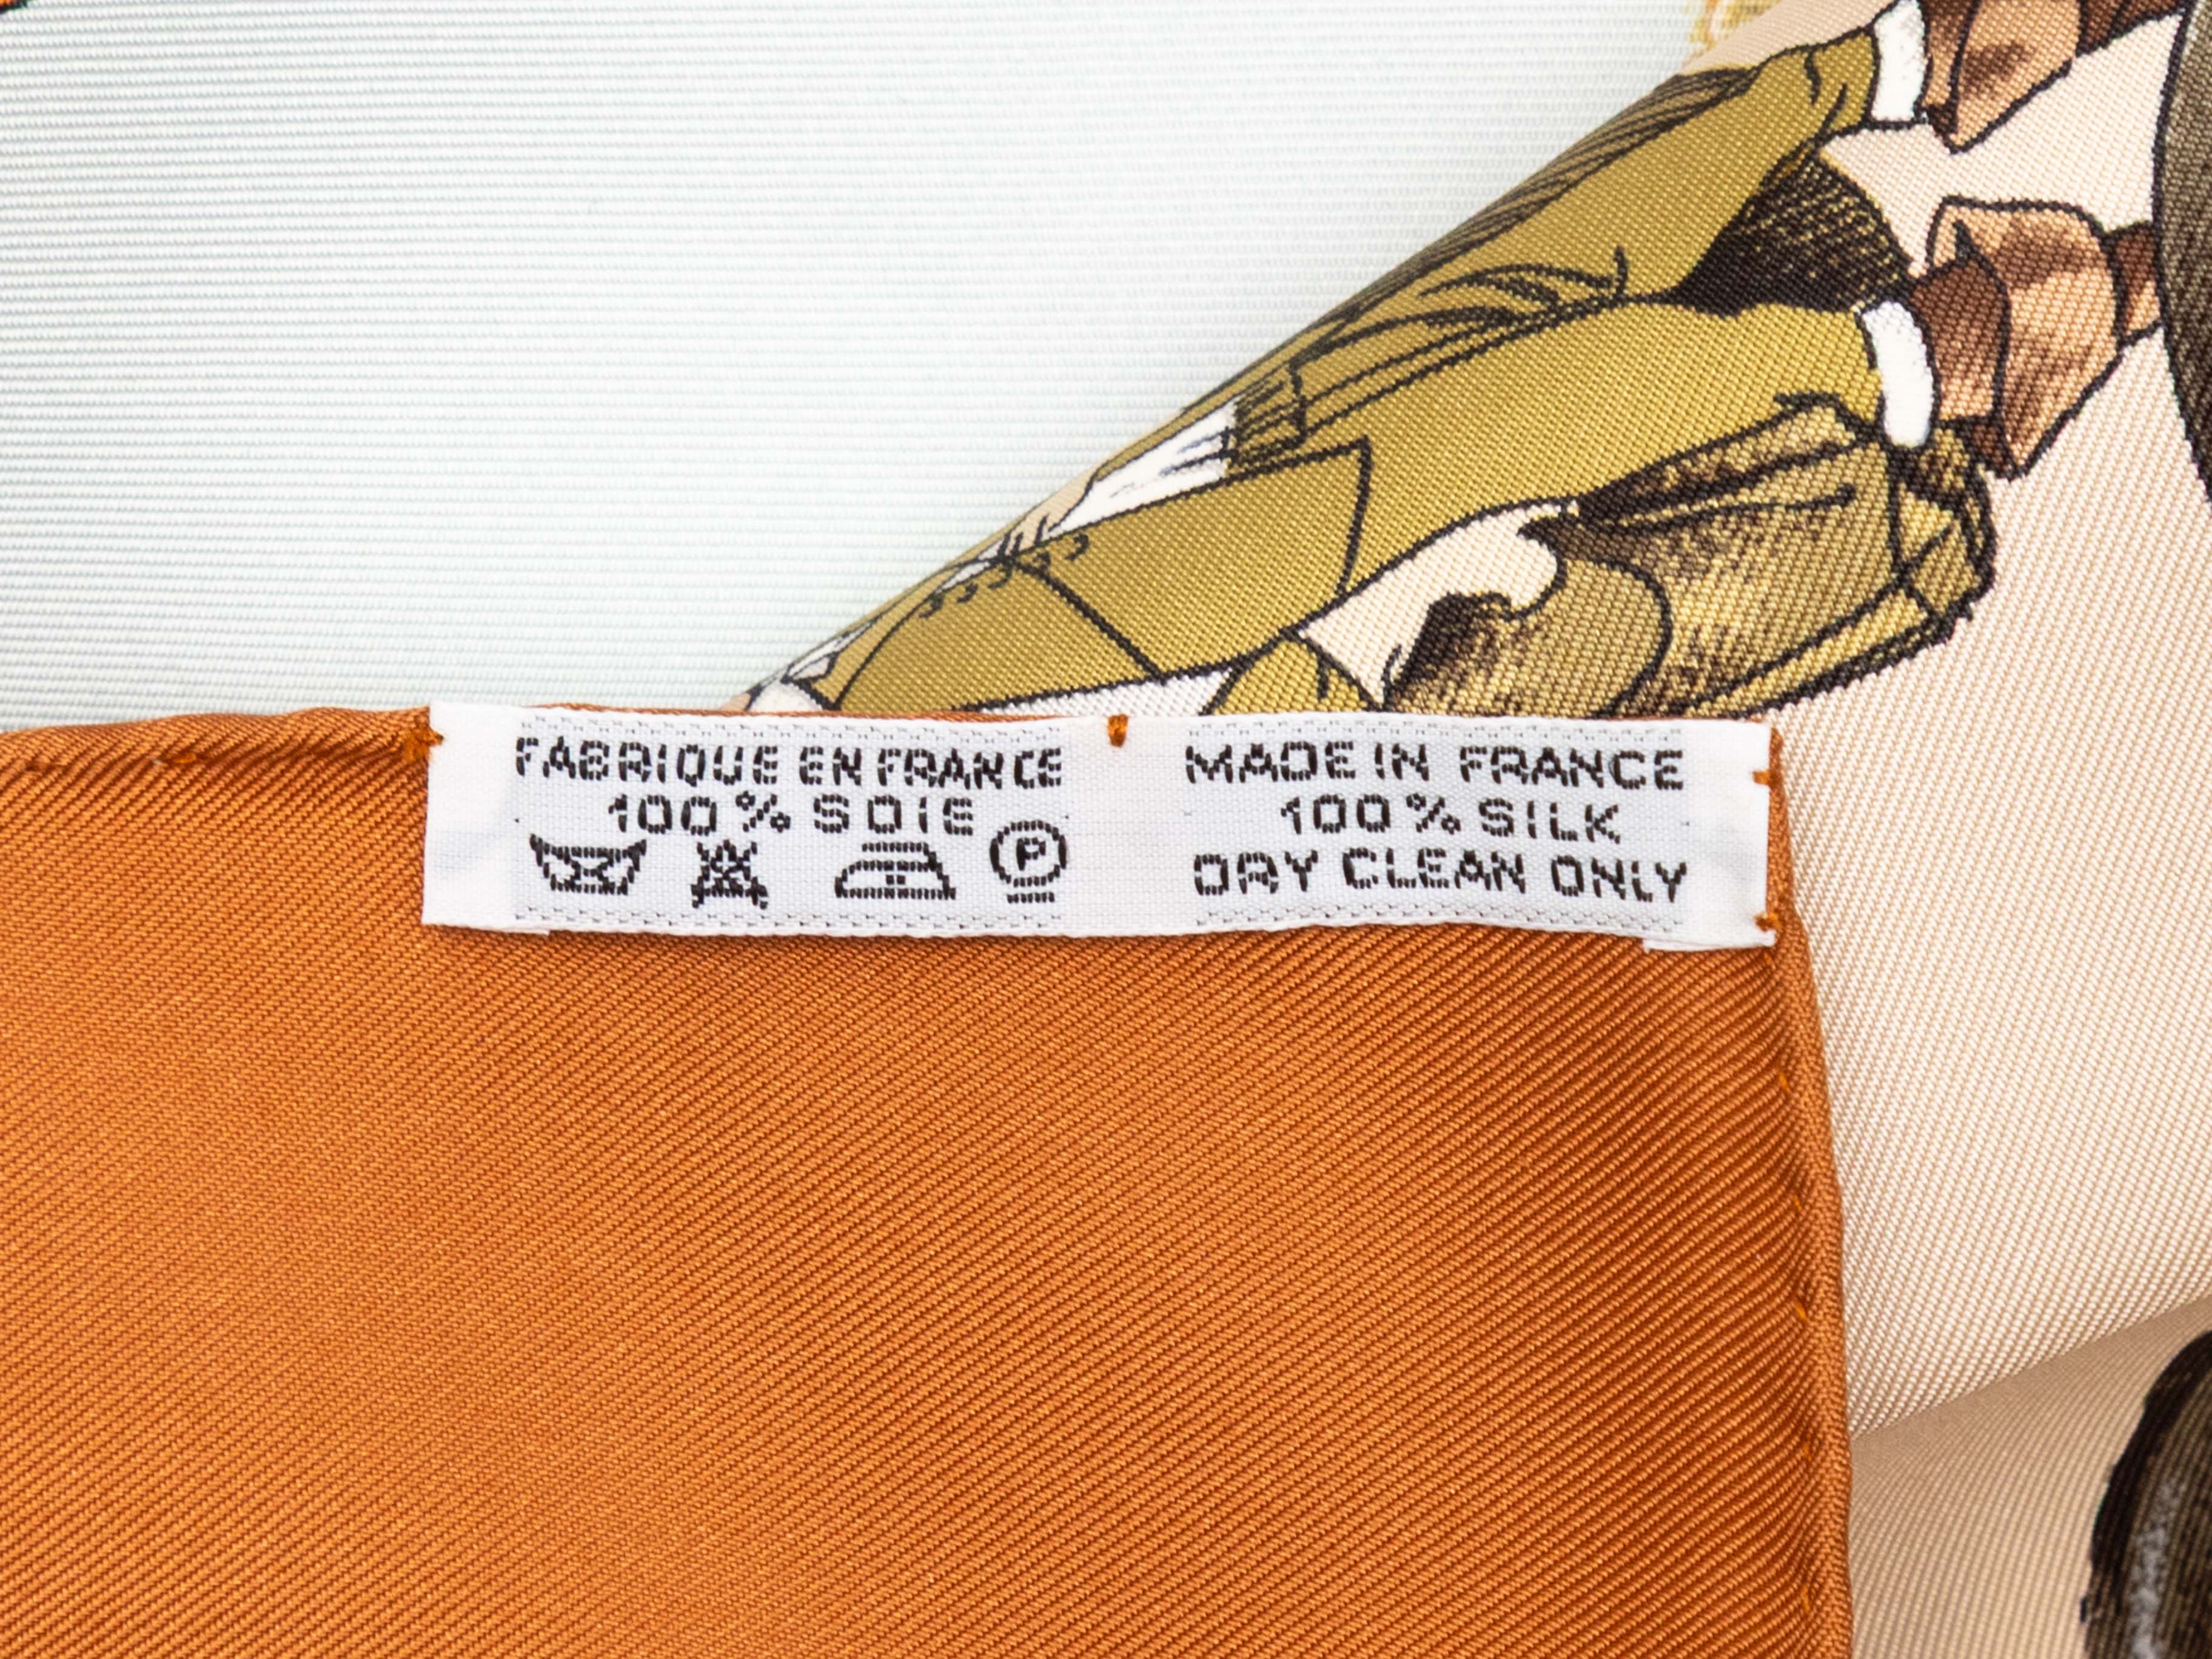 FABRIQUE EN FRANCE
100% SOIE
P
MADE IN FRANCE
100% SILK
DRY CLEAN ONLY